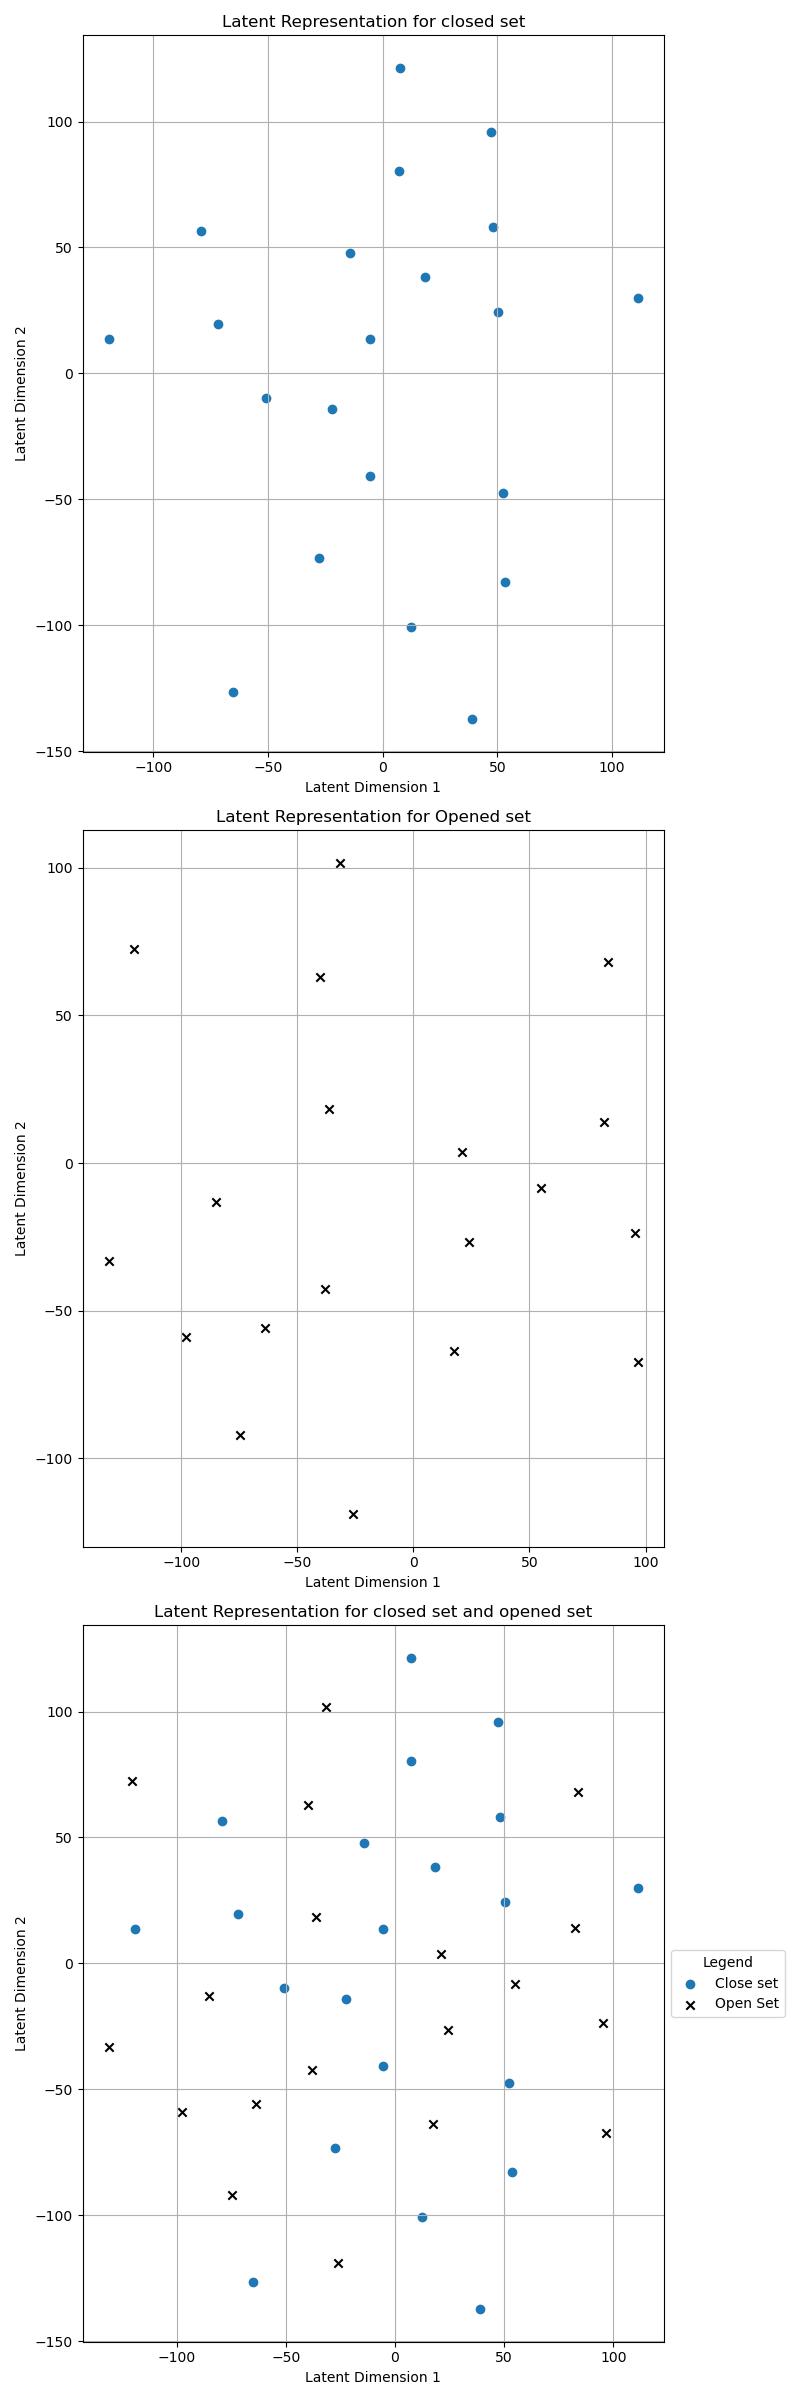 Latent Representation for closed set
100
50
0
−50
−100
−150
Latent Dimension 2
−100 −50 0 50 100
Latent Dimension 1
Latent Representation for Opened set
100
50
0
−50
−100
Latent Dimension 2
−100 −50 0 50 100
Latent Dimension 1
Latent Representation for closed set and opened set
100
50
0
−50
−100
−150
Latent Dimension 2
−100 −50 0 50 100
Latent Dimension 1
Legend
Close set
Open Set